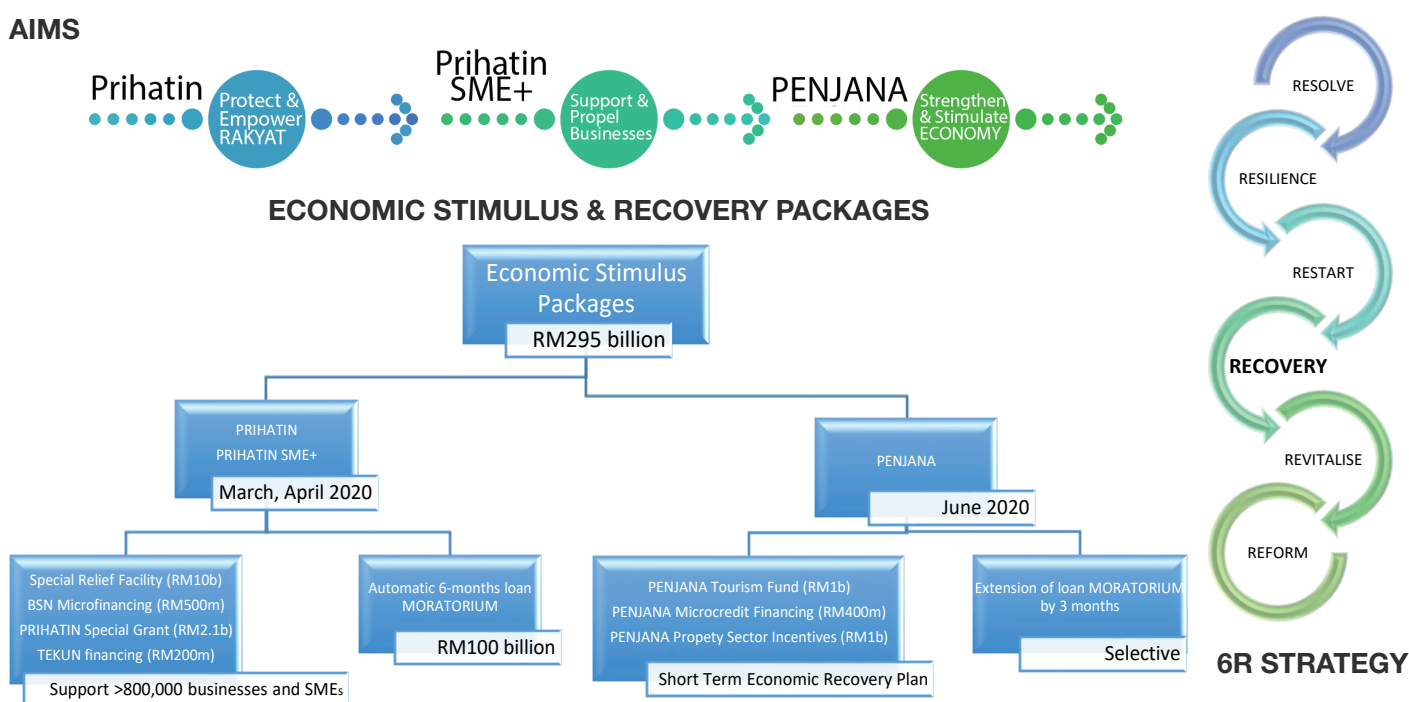 AIMS
Prihatin
Protect &
Empower
RAKYAT
Prihatin
SME+
Support &
Propel
Businesses
PENJANA
Strengthen
& Stimulate
ECONOMY
ECONOMIC STIMULUS & RECOVERY PACKAGES
Economic Stimulus
Packages
RM295 billion
PRIHATIN
PRIHATIN SME+
March, April 2020
PENJANA
June 2020
Special Relief Facility (RM10b)
BSN Microfinancing (RM500m)
PRIHATIN Special Grant (RM2.1b)
TEKUN financing (RM200m)
Support >800,000 businesses and SMEs
Automatic 6-months loan
MORATORIUM
RM100 billion
PENJANA Tourism Fund (RM1b)
PENJANA Microcredit Financing (RM400m)
PENJANA Propety Sector Incentives (RM1b)
Short Term Economic Recovery Plan
Extension of loan MORATORIUM
by 3 months
Selective
RESOLVE
RESILIENCE
RESTART
RECOVERY
REVITALISE
REFORM
6R STRATEGY